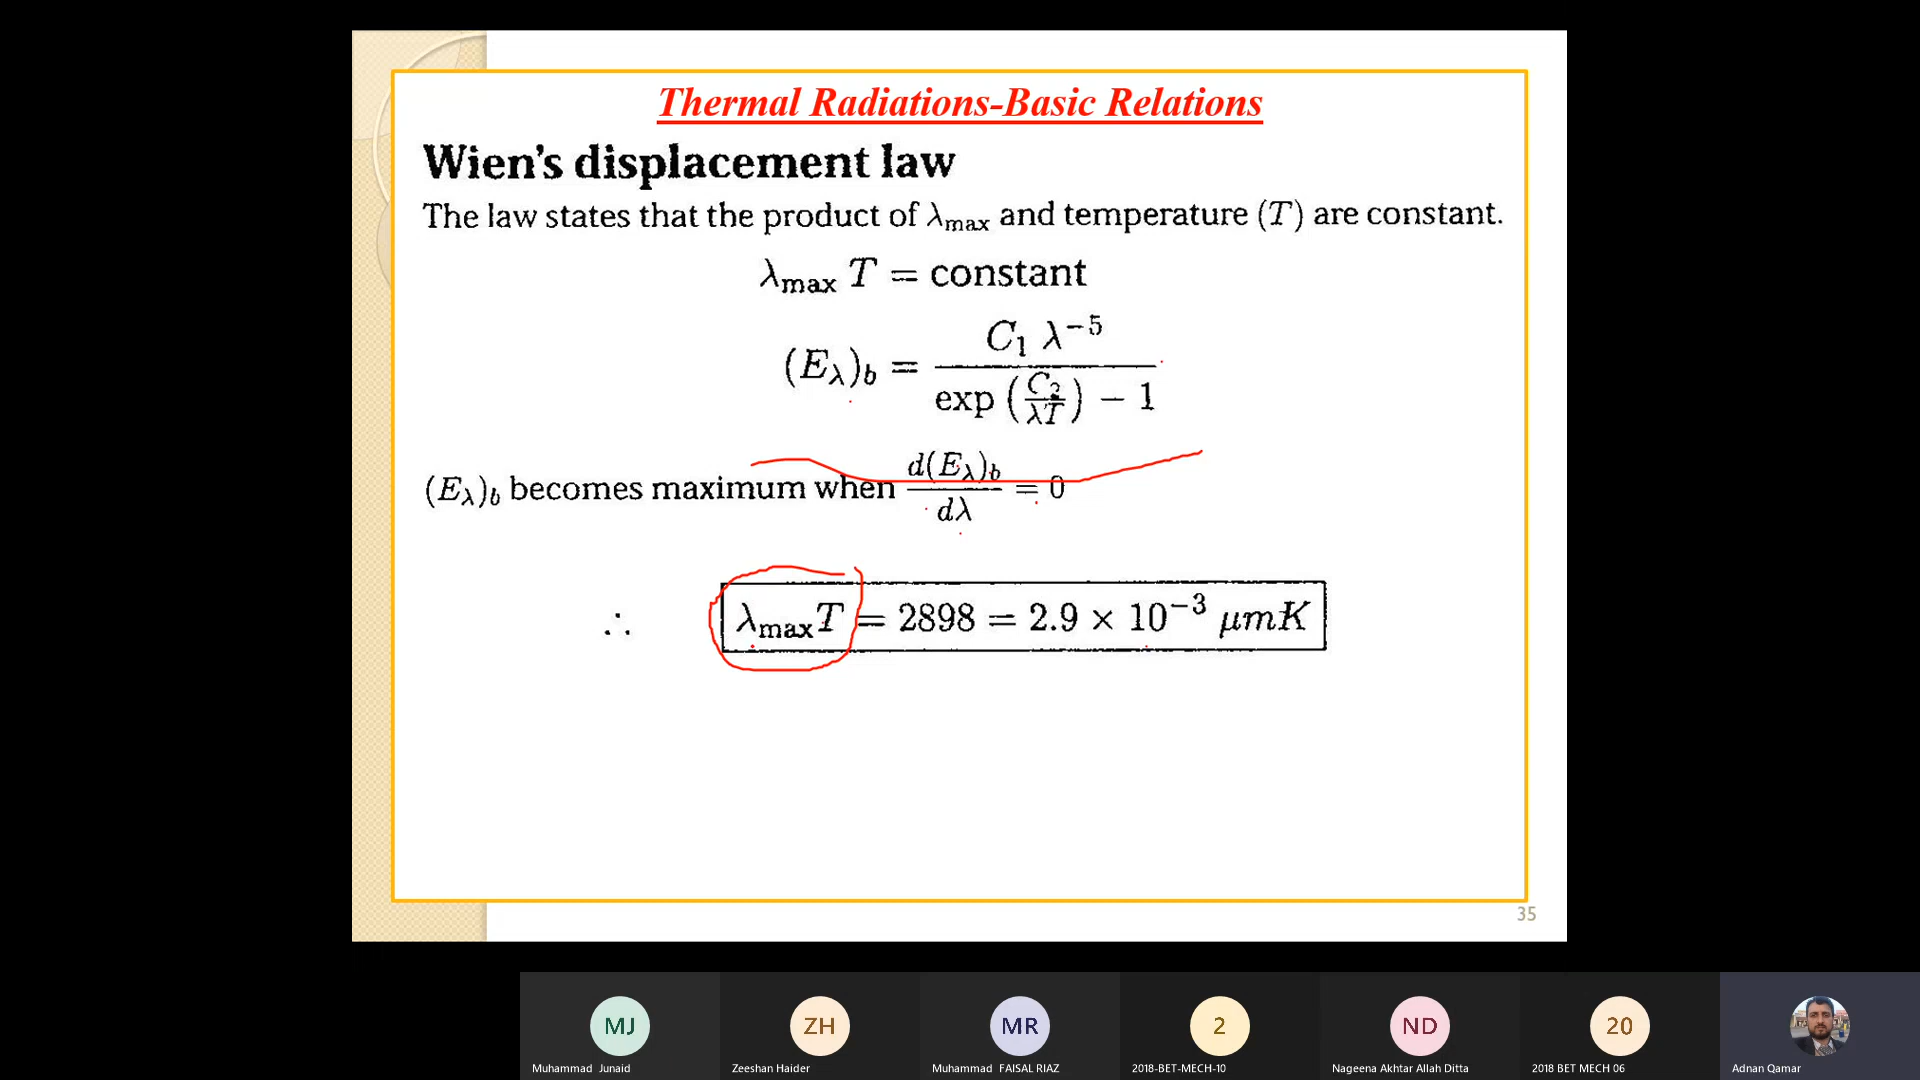 Thermal Radiations-Basic Relations
Wien's displacement law
The law states that the product of λmax and temperature (T) are constant.
λmax T = constant
(Eλ)b = C1 λ−5 / exp (C2/λT) − 1
(Eλ)b becomes maximum when d(Eλ)b/dλ = 0
∴ λmaxT = 2898 = 2.9 × 10−3 μmK
35
MJ ZH MR 2 ND 20
Muhammad Junaid Zeeshan Haider Muhammad FAISAL RIAZ 2018-BET-MECH-10 Nageena Akhtar Allah Ditta 2018 BET MECH 06 Adnan Qamar